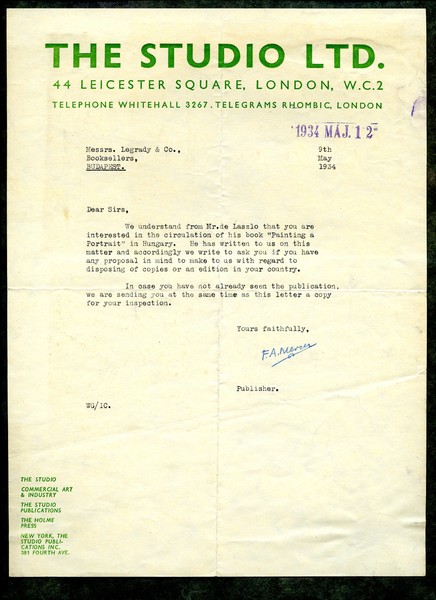 THE STUDIO LTD.
44 LEICESTER SQUARE, LONDON, W.C.2
TELEPHONE WHITEHALL 3267. TELEGRAMS RHOMBIC, LONDON
1934 MÁJ. 12
Messrs. Legrady & Co., 9th
Booksellers, May
BUDAPEST. 1934
Dear Sirs,
We understand from Mr.de Laszlo that you are
interested in the circulation of his book "Painting a
Portrait" in Hungary. He has written to us on this
matter and accordingly we write to ask you if you have
any proposal in mind to make to us with regard to
disposing of copies or an edition in your country.
In case you have not already seen the publication,
we are sending you at the same time as this letter a copy
for your inspection.
Yours faithfully,
F.A.Mercer
Publisher.
WG/IC.
THE STUDIO
COMMERCIAL ART
& INDUSTRY
THE STUDIO
PUBLICATIONS
THE HOLME
PRESS
NEW YORK, THE
STUDIO PUBLI-
CATIONS INC.
381 FOURTH AVE.